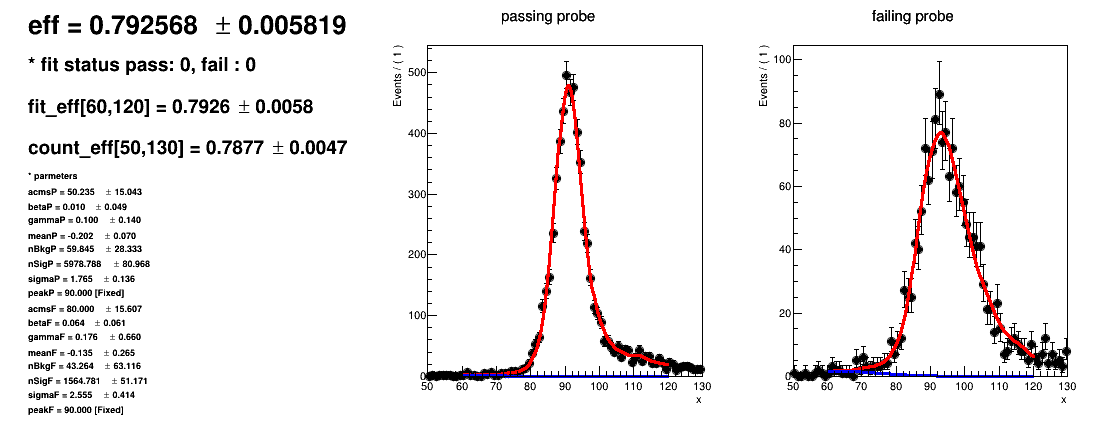 eff = 0.792568 ± 0.005819
* fit status pass: 0, fail : 0
fit_eff[60,120] = 0.7926 ± 0.0058
count_eff[50,130] = 0.7877 ± 0.0047
* parmeters
acmsP = 50.235 ± 15.043
betaP = 0.010 ± 0.049
gammaP = 0.100 ± 0.140
meanP = -0.202 ± 0.070
nBkgP = 59.845 ± 28.333
nSigP = 5978.788 ± 80.968
sigmaP = 1.765 ± 0.136
peakP = 90.000 [Fixed]
acmsF = 80.000 ± 15.607
betaF = 0.064 ± 0.061
gammaF = 0.176 ± 0.660
meanF = -0.135 ± 0.265
nBkgF = 43.264 ± 63.116
nSigF = 1564.781 ± 51.171
sigmaF = 2.555 ± 0.414
peakF = 90.000 [Fixed]
passing probe
Events / ( 1 )
500
400
300
200
100
0
50 60 70 80 90 100 110 120 130
x
failing probe
Events / ( 1 )
100
80
60
40
20
0
50 60 70 80 90 100 110 120 130
x